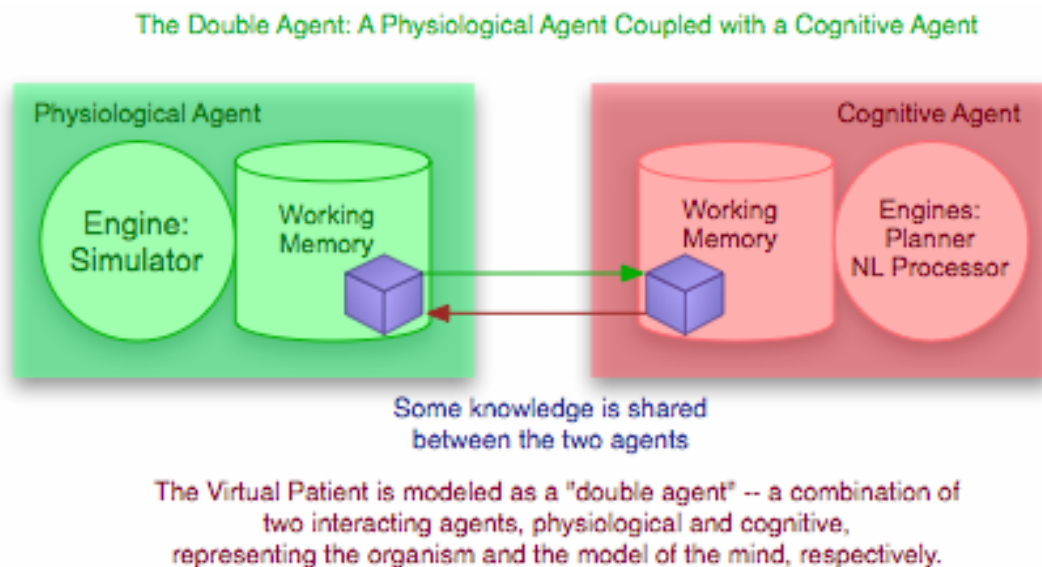 The Double Agent: A Physiological Agent Coupled with a Cognitive Agent
Physiological Agent
Engine:
Simulator
Working
Memory
Cognitive Agent
Working
Memory
Engines:
Planner
NL Processor
Some knowledge is shared
between the two agents
The Virtual Patient is modeled as a "double agent" -- a combination of
two interacting agents, physiological and cognitive,
representing the organism and the model of the mind, respectively.